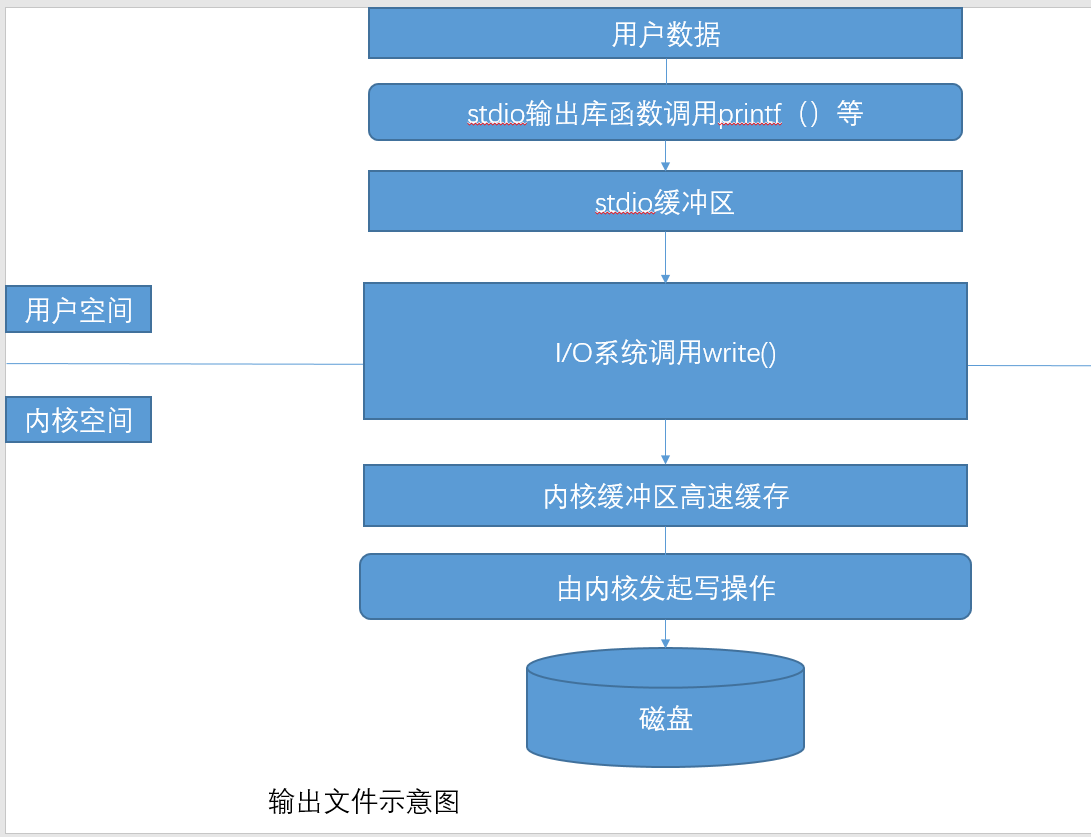 用户数据
stdio输出库函数调用printf（）等
stdio缓冲区
用户空间
I/O系统调用write()
内核空间
内核缓冲区高速缓存
由内核发起写操作
磁盘
输出文件示意图